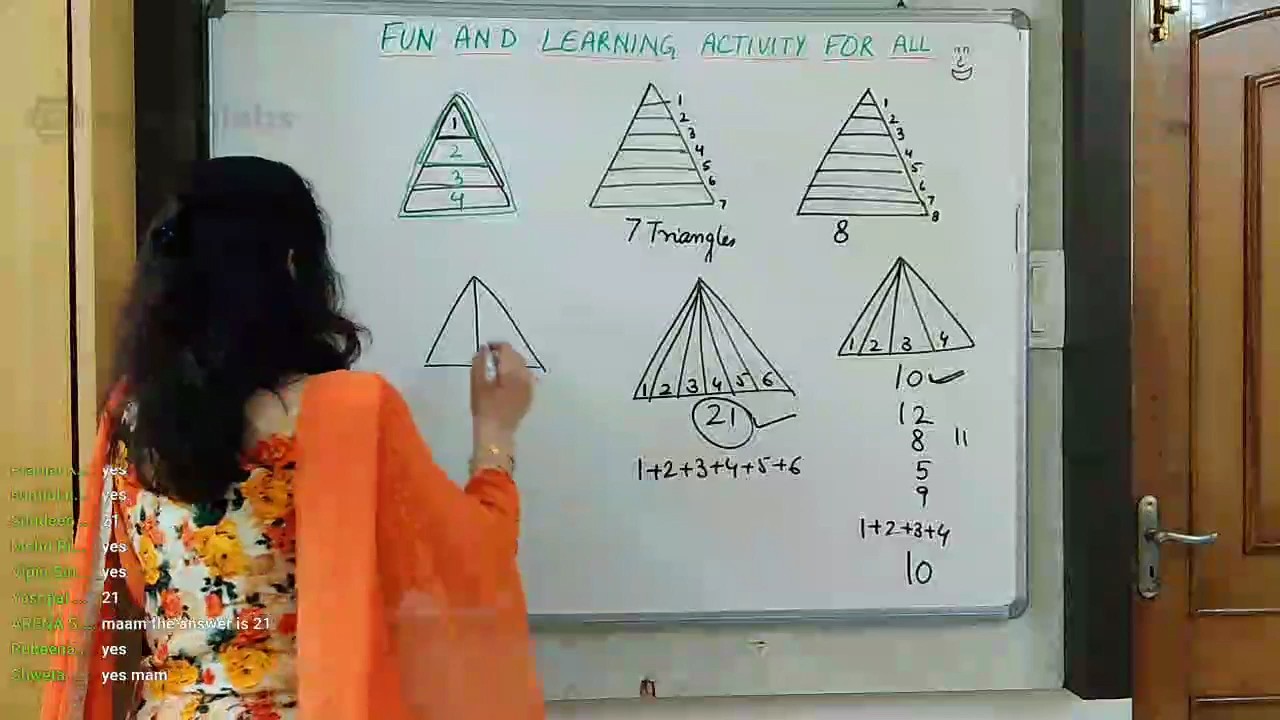 FUN AND LEARNING ACTIVITY FOR ALL
1
2
3
4
1
2
3
4
5
6
7
7 Triangles
1
2
3
4
5
6
7
8
8
1 2 3 4 5 6
21
1+2+3+4+5+6
1 2 3 4
10
12
8 11
5
9
1+2+3+4
10
yes
yes
21
yes
yes
21
maam the answer is 21
yes
Shweta yes mam